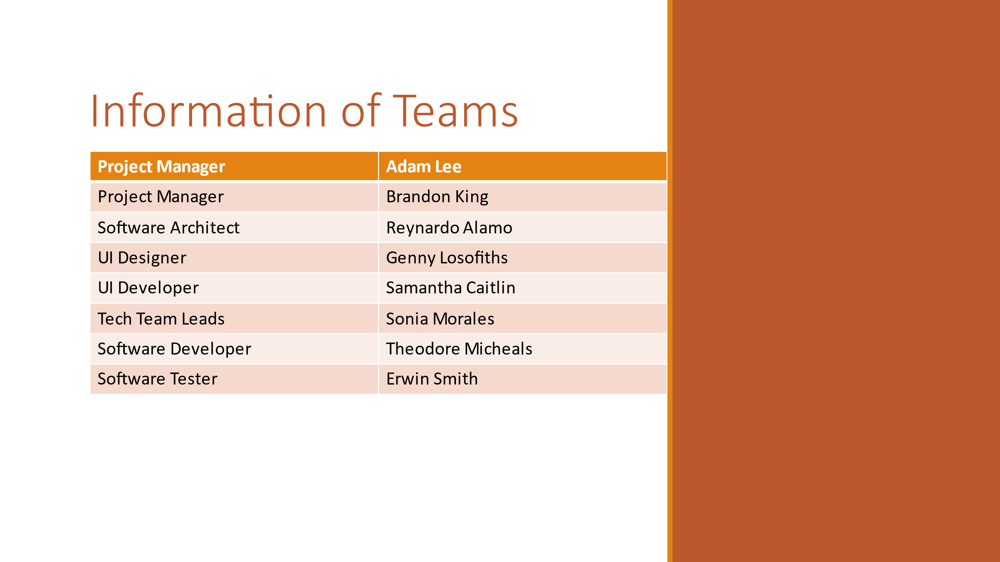 Information of Teams
Project Manager Adam Lee
Project Manager Brandon King
Software Architect Reynardo Alamo
UI Designer Genny Losofiths
UI Developer Samantha Caitlin
Tech Team Leads Sonia Morales
Software Developer Theodore Micheals
Software Tester Erwin Smith